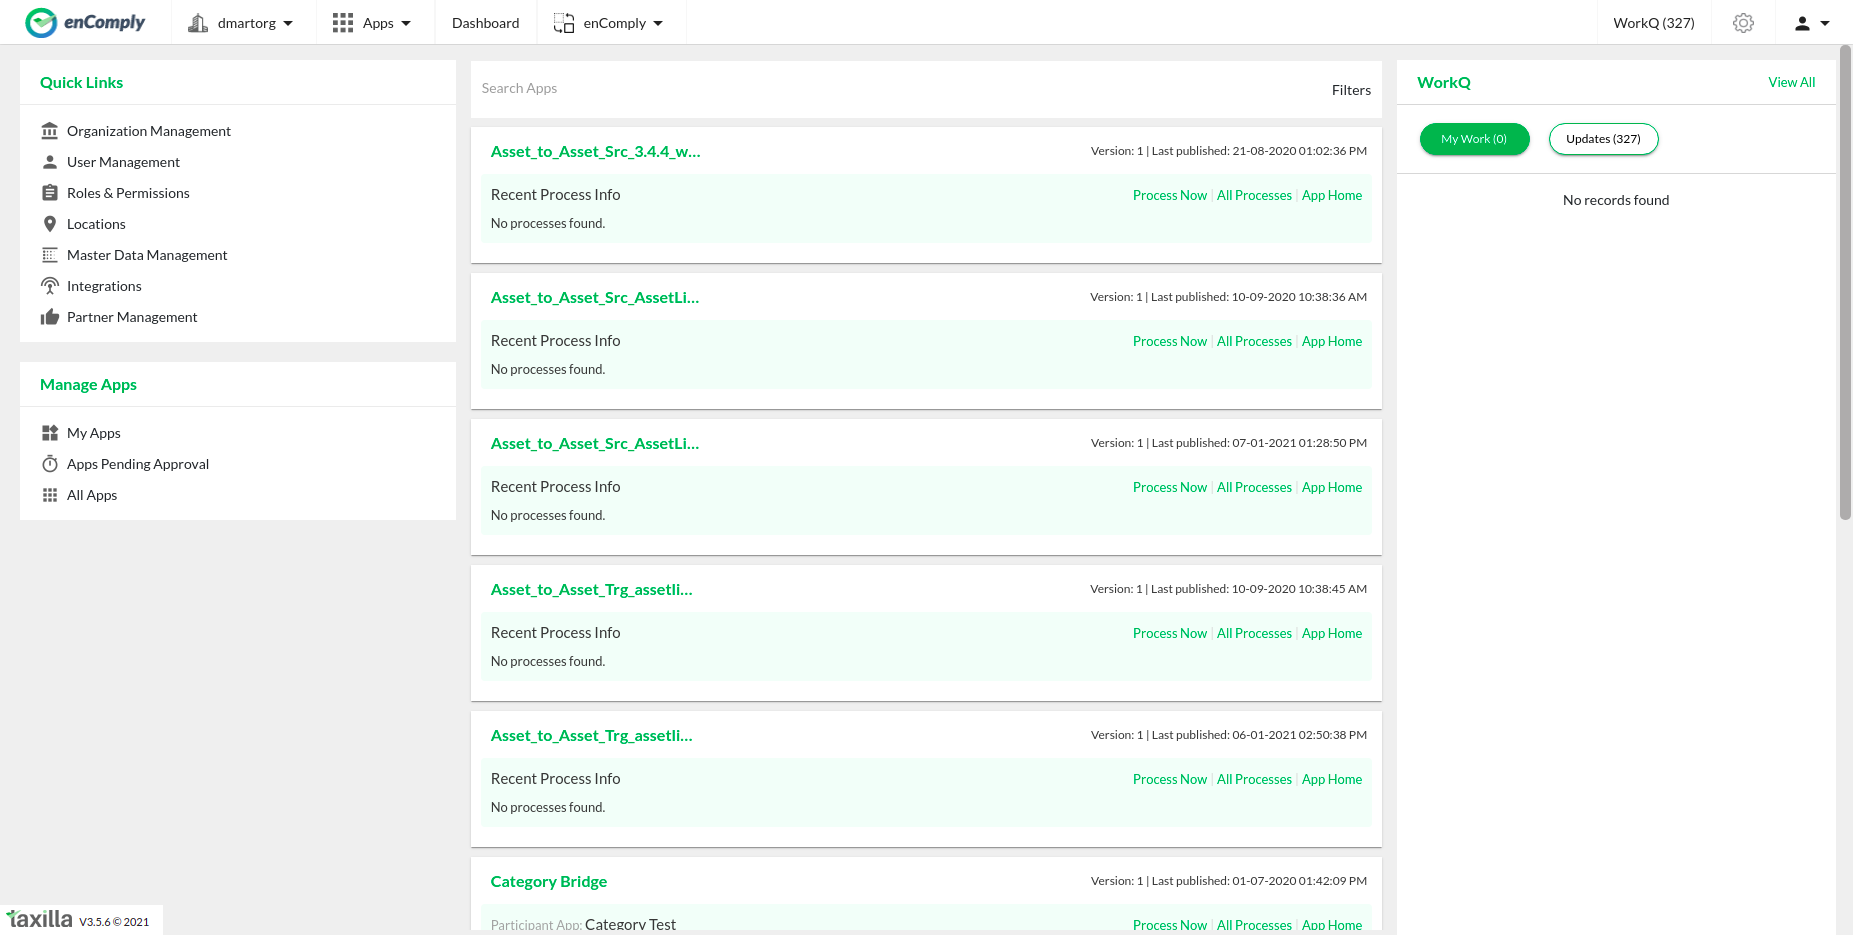 enComply
dmartorg
Apps
Dashboard
enComply
WorkQ (327)
Quick Links
Organization Management
User Management
Roles & Permissions
Locations
Master Data Management
Integrations
Partner Management
Manage Apps
My Apps
Apps Pending Approval
All Apps
taxilla V3.5.6 © 2021
Search Apps
Filters
Asset_to_Asset_Src_3.4.4_w...
Version: 1 | Last published: 21-08-2020 01:02:36 PM
Recent Process Info
Process Now | All Processes | App Home
No processes found.
Asset_to_Asset_Src_AssetLi...
Version: 1 | Last published: 10-09-2020 10:38:36 AM
Recent Process Info
Process Now | All Processes | App Home
No processes found.
Asset_to_Asset_Src_AssetLi...
Version: 1 | Last published: 07-01-2021 01:28:50 PM
Recent Process Info
Process Now | All Processes | App Home
No processes found.
Asset_to_Asset_Trg_assetli...
Version: 1 | Last published: 10-09-2020 10:38:45 AM
Recent Process Info
Process Now | All Processes | App Home
No processes found.
Asset_to_Asset_Trg_assetli...
Version: 1 | Last published: 06-01-2021 02:50:38 PM
Recent Process Info
Process Now | All Processes | App Home
No processes found.
Category Bridge
Version: 1 | Last published: 01-07-2020 01:42:09 PM
Participant App: Category Test
Process Now | All Processes | App Home
WorkQ
View All
My Work (0)
Updates (327)
No records found